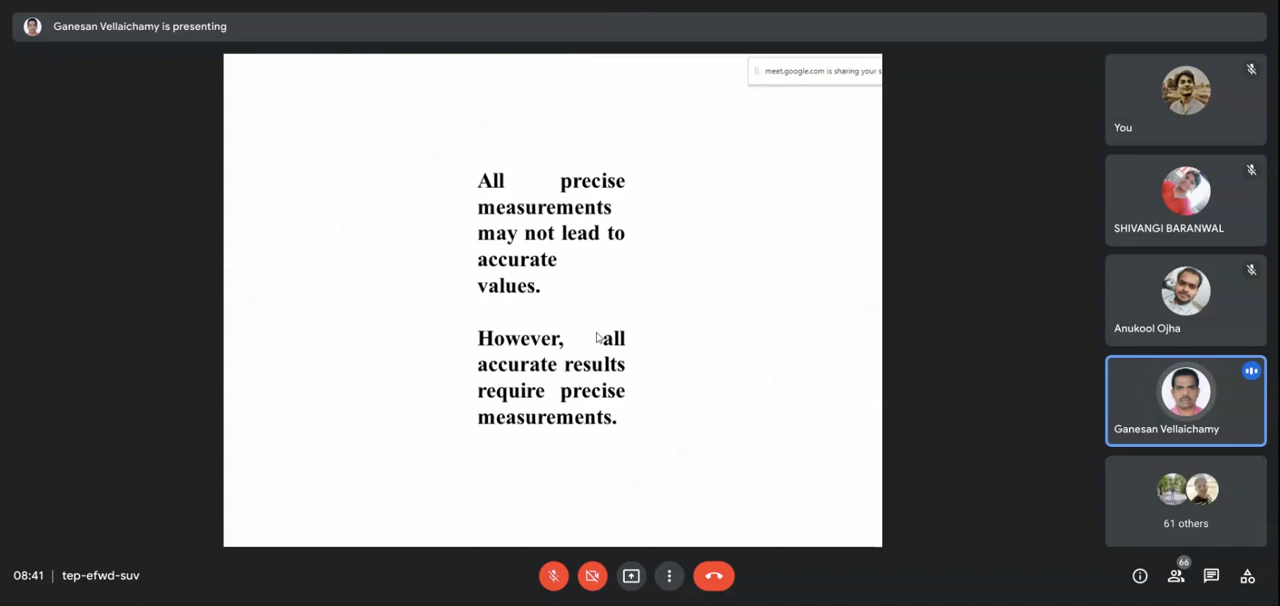 Ganesan Vellaichamy is presenting
meet.google.com is sharing your s
All precise
measurements
may not lead to
accurate
values.
However, all
accurate results
require precise
measurements.
You
SHIVANGI BARANWAL
Anukool Ojha
Ganesan Vellaichamy
61 others
08:41 | tep-efwd-suv
66